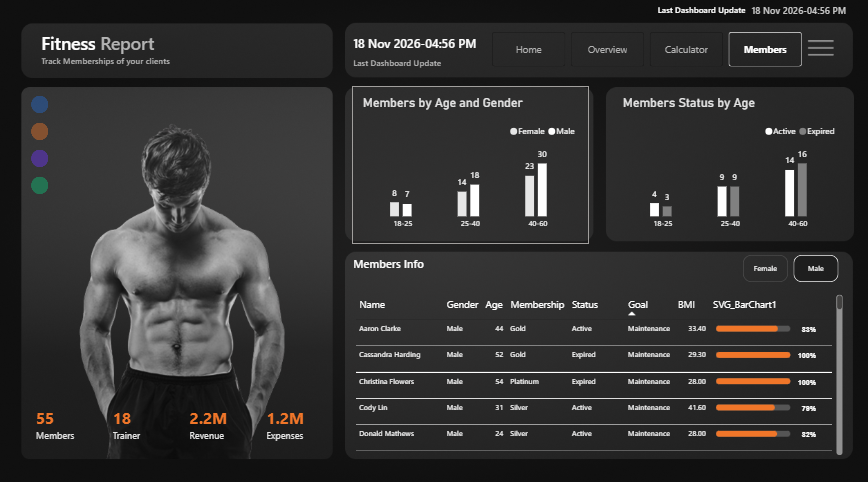 Last Dashboard Update 18 Nov 2026-04:56 PM
Fitness Report
Track Memberships of your clients
18 Nov 2026-04:56 PM
Last Dashboard Update
Home Overview Calculator Members
Members by Age and Gender
Female Male
8 7 14 18 23 30
18-25 25-40 40-60
Members Status by Age
Active Expired
4 3 9 9 14 16
18-25 25-40 40-60
55 18 2.2M 1.2M
Members Trainer Revenue Expenses
Members Info
Female Male
Name Gender Age Membership Status Goal BMI SVG_BarChart1
Aaron Clarke Male 44 Gold Active Maintenance 33.40 83%
Cassandra Harding Male 52 Gold Expired Maintenance 29.30 100%
Christina Flowers Male 54 Platinum Expired Maintenance 28.00 100%
Cody Lin Male 31 Silver Active Maintenance 41.60 79%
Donald Mathews Male 24 Silver Active Maintenance 28.00 82%